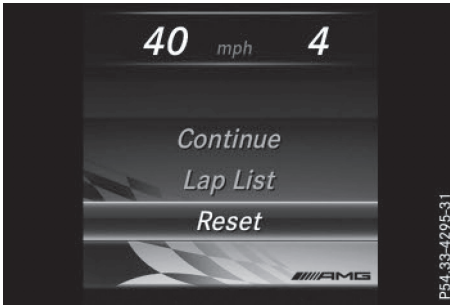 40 mph 4
Continue
Lap List
Reset
AMG
P54.33-4295-31